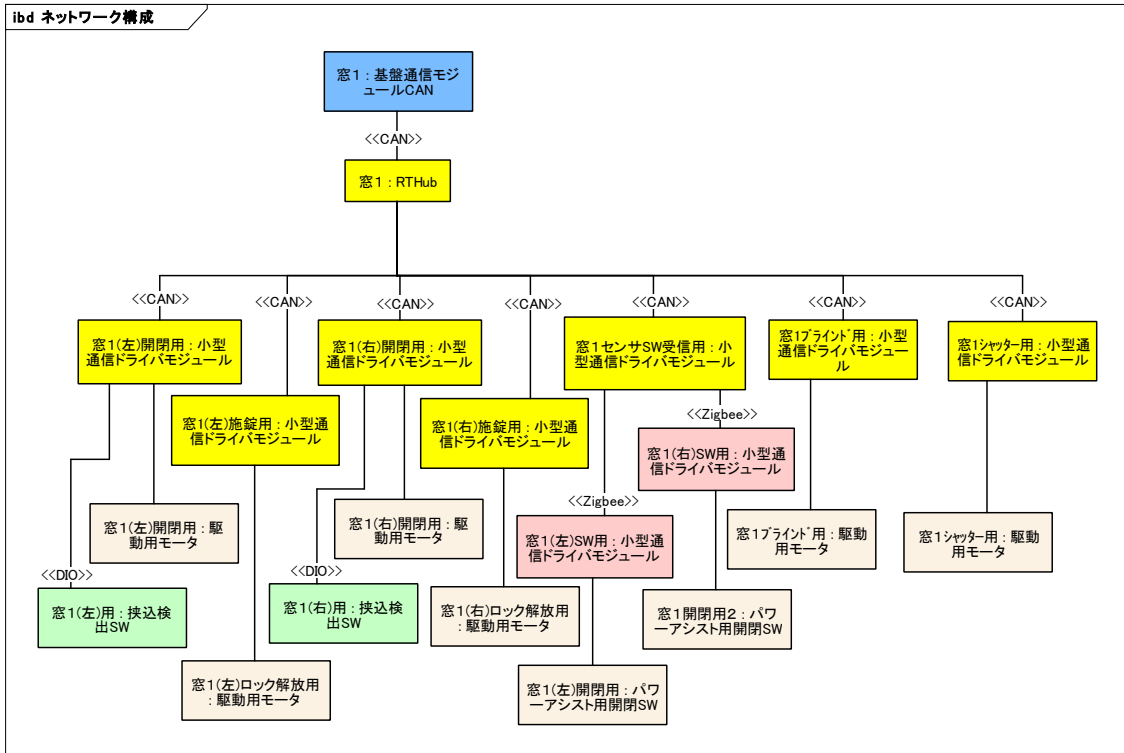 ibd ネットワーク構成
窓1 : 基盤通信モジ
ュールCAN
<<CAN>>
窓1 : RTHub
<<CAN>>
<<CAN>>
<<CAN>>
<<CAN>>
<<CAN>>
<<CAN>>
<<CAN>>
窓1(左)開閉用 : 小型
通信ドライバモジュール
窓1(右)開閉用 : 小型
通信ドライバモジュール
窓1センサSW受信用 : 小
型通信ドライバモジュール
窓1ブラインド用 : 小型
通信ドライバモジュー
ル
窓1シャッター用 : 小型通
信ドライバモジュール
窓1(左)施錠用 : 小型通
信ドライバモジュール
窓1(右)施錠用 : 小型通
信ドライバモジュール
<<Zigbee>>
窓1(右)SW用 : 小型通
信ドライバモジュール
<<Zigbee>>
窓1(左)開閉用 : 駆
動用モータ
窓1(右)開閉用 : 駆
動用モータ
窓1(左)SW用 : 小型通
信ドライバモジュール
窓1ブラインド用 : 駆動
用モータ
窓1シャッター用 : 駆動
用モータ
<<DIO>>
<<DIO>>
窓1(左)用 : 挟込検
出SW
窓1(右)用 : 挟込検
出SW
窓1(右)ロック解放用
: 駆動用モータ
窓1開閉用2 : パワ
ーアシスト用開閉SW
窓1(左)ロック解放用
: 駆動用モータ
窓1(左)開閉用 : パワ
ーアシスト用開閉SW